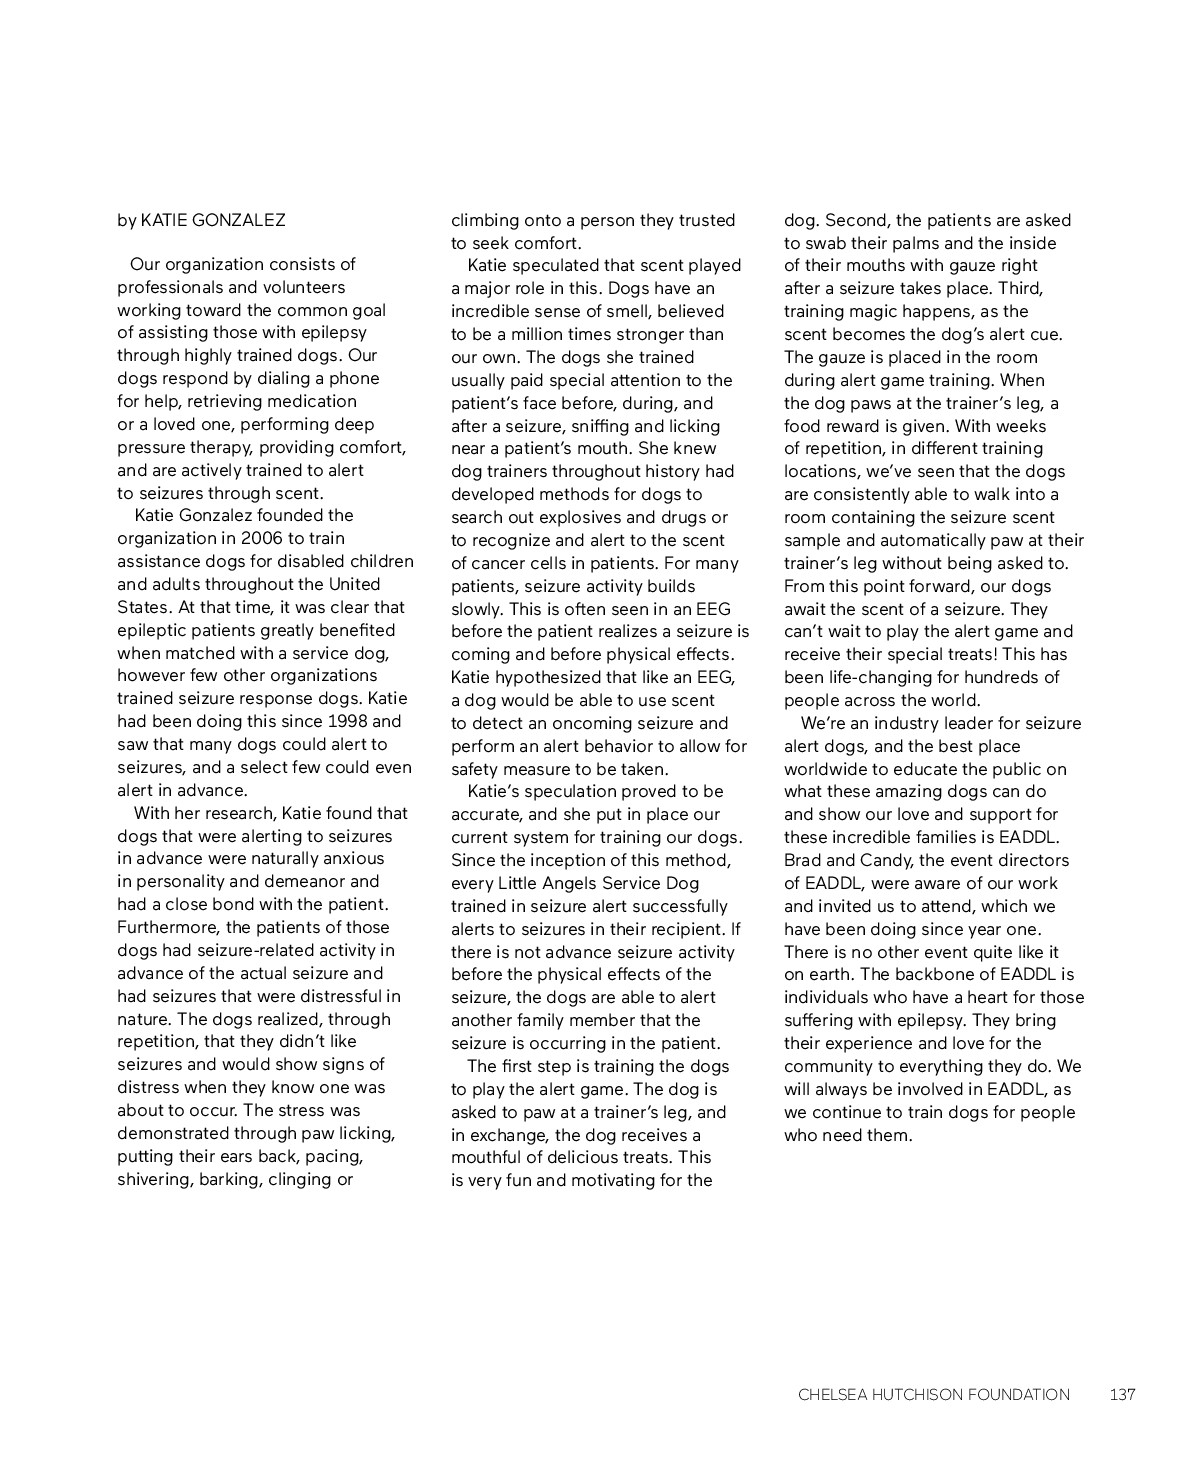 by KATIE GONZALEZ
Our organization consists of
professionals and volunteers
working toward the common goal
of assisting those with epilepsy
through highly trained dogs. Our
dogs respond by dialing a phone
for help, retrieving medication
or a loved one, performing deep
pressure therapy, providing comfort,
and are actively trained to alert
to seizures through scent.
Katie Gonzalez founded the
organization in 2006 to train
assistance dogs for disabled children
and adults throughout the United
States. At that time, it was clear that
epileptic patients greatly benefited
when matched with a service dog,
however few other organizations
trained seizure response dogs. Katie
had been doing this since 1998 and
saw that many dogs could alert to
seizures, and a select few could even
alert in advance.
With her research, Katie found that
dogs that were alerting to seizures
in advance were naturally anxious
in personality and demeanor and
had a close bond with the patient.
Furthermore, the patients of those
dogs had seizure-related activity in
advance of the actual seizure and
had seizures that were distressful in
nature. The dogs realized, through
repetition, that they didn't like
seizures and would show signs of
distress when they know one was
about to occur. The stress was
demonstrated through paw licking,
putting their ears back, pacing,
shivering, barking, clinging or
climbing onto a person they trusted
to seek comfort.
Katie speculated that scent played
a major role in this. Dogs have an
incredible sense of smell, believed
to be a million times stronger than
our own. The dogs she trained
usually paid special attention to the
patient's face before, during, and
after a seizure, sniffing and licking
near a patient's mouth. She knew
dog trainers throughout history had
developed methods for dogs to
search out explosives and drugs or
to recognize and alert to the scent
of cancer cells in patients. For many
patients, seizure activity builds
slowly. This is often seen in an EEG
before the patient realizes a seizure is
coming and before physical effects.
Katie hypothesized that like an EEG,
a dog would be able to use scent
to detect an oncoming seizure and
perform an alert behavior to allow for
safety measure to be taken.
Katie's speculation proved to be
accurate, and she put in place our
current system for training our dogs.
Since the inception of this method,
every Little Angels Service Dog
trained in seizure alert successfully
alerts to seizures in their recipient. If
there is not advance seizure activity
before the physical effects of the
seizure, the dogs are able to alert
another family member that the
seizure is occurring in the patient.
The first step is training the dogs
to play the alert game. The dog is
asked to paw at a trainer's leg, and
in exchange, the dog receives a
mouthful of delicious treats. This
is very fun and motivating for the
dog. Second, the patients are asked
to swab their palms and the inside
of their mouths with gauze right
after a seizure takes place. Third,
training magic happens, as the
scent becomes the dog's alert cue.
The gauze is placed in the room
during alert game training. When
the dog paws at the trainer's leg, a
food reward is given. With weeks
of repetition, in different training
locations, we've seen that the dogs
are consistently able to walk into a
room containing the seizure scent
sample and automatically paw at their
trainer's leg without being asked to.
From this point forward, our dogs
await the scent of a seizure. They
can't wait to play the alert game and
receive their special treats! This has
been life-changing for hundreds of
people across the world.
We're an industry leader for seizure
alert dogs, and the best place
worldwide to educate the public on
what these amazing dogs can do
and show our love and support for
these incredible families is EADDL.
Brad and Candy, the event directors
of EADDL, were aware of our work
and invited us to attend, which we
have been doing since year one.
There is no other event quite like it
on earth. The backbone of EADDL is
individuals who have a heart for those
suffering with epilepsy. They bring
their experience and love for the
community to everything they do. We
will always be involved in EADDL, as
we continue to train dogs for people
who need them.
CHELSEA HUTCHISON FOUNDATION 137